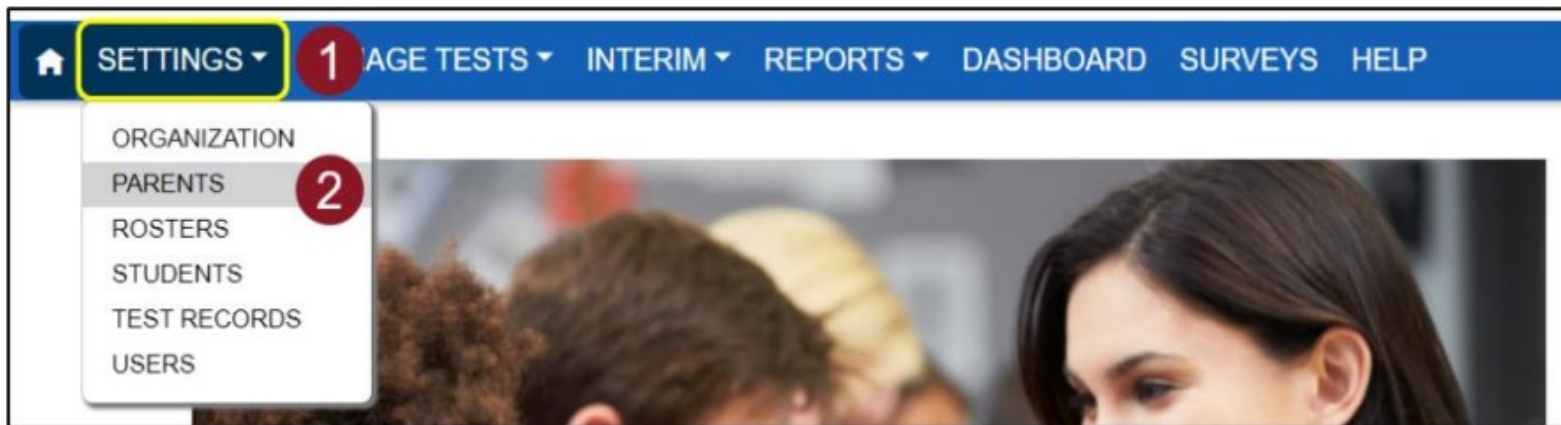 SETTINGS 1 AGE TESTS INTERIM REPORTS DASHBOARD SURVEYS HELP
ORGANIZATION
PARENTS 2
ROSTERS
STUDENTS
TEST RECORDS
USERS